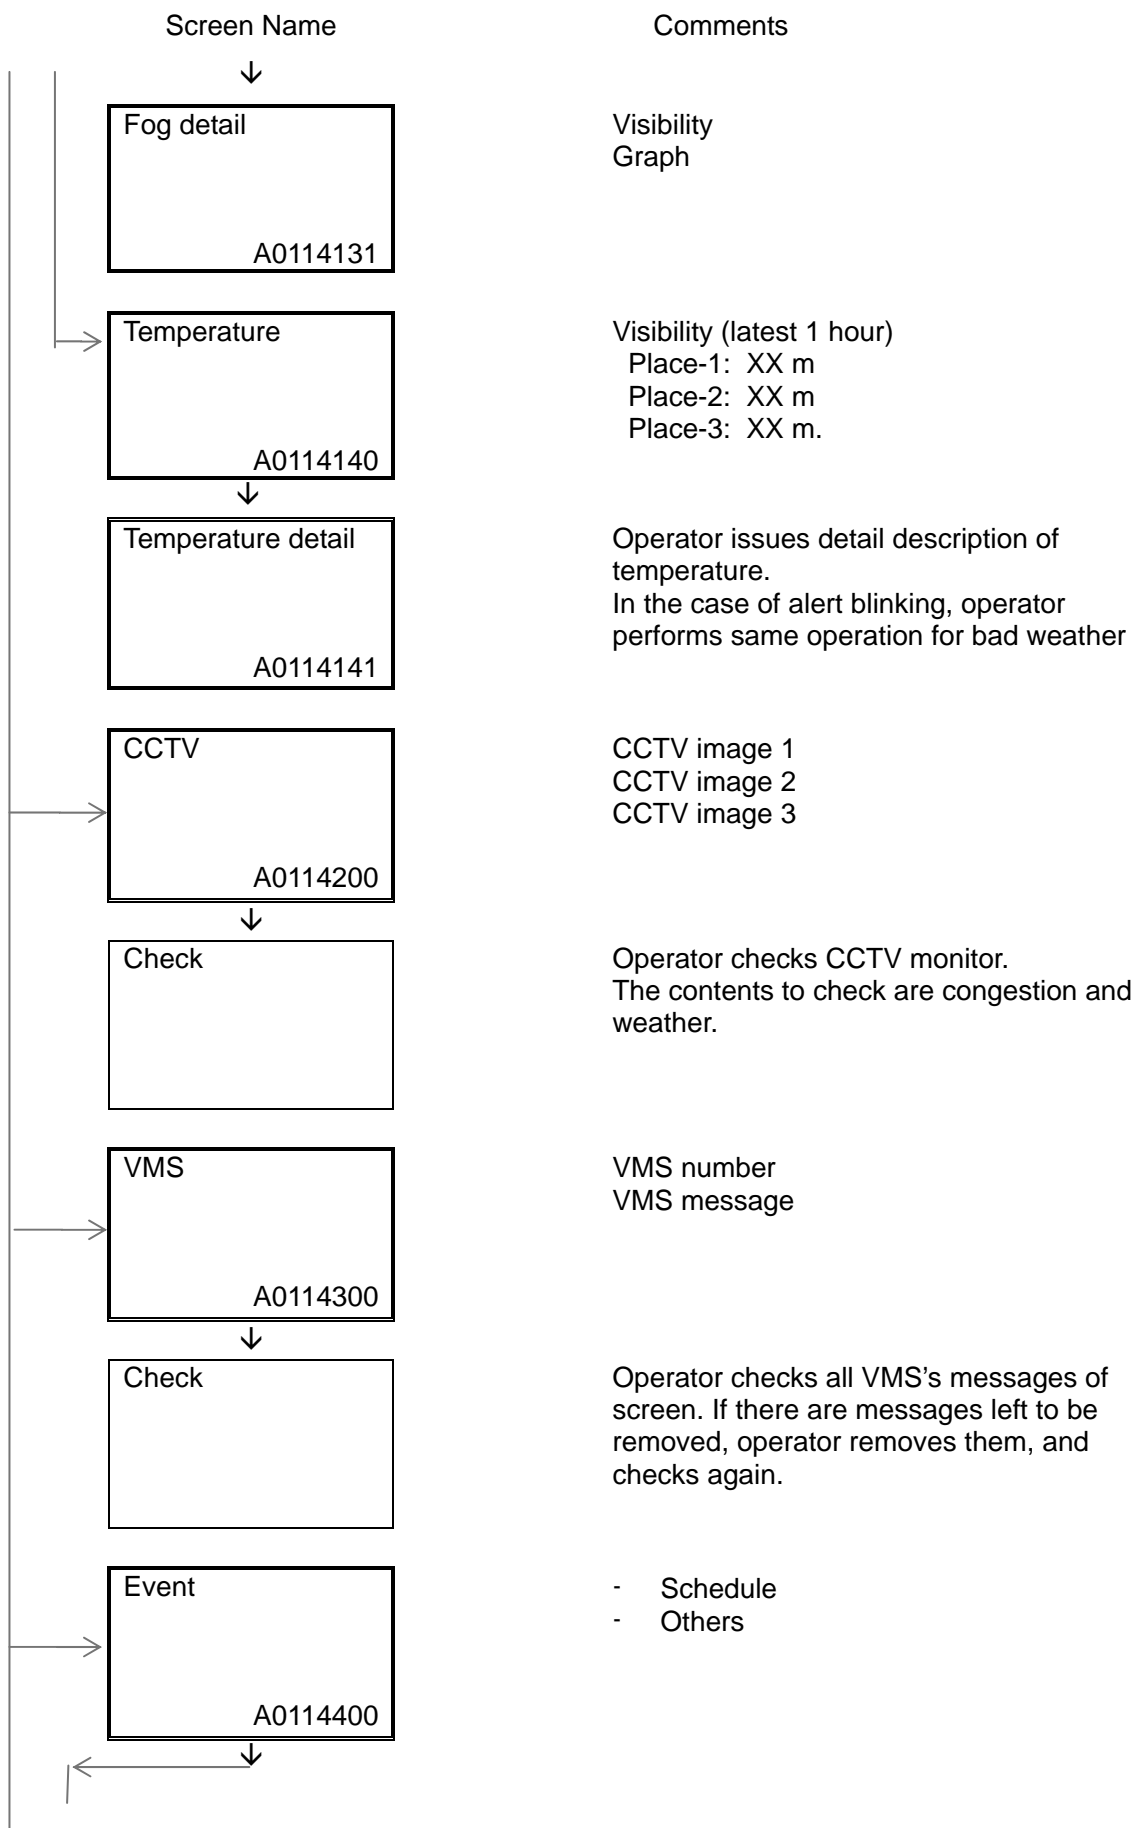 Screen Name
Comments
Fog detail
A0114131
Visibility
Graph
Temperature
A0114140
Visibility (latest 1 hour)
Place-1: XX m
Place-2: XX m
Place-3: XX m.
Temperature detail
A0114141
Operator issues detail description of
temperature.
In the case of alert blinking, operator
performs same operation for bad weather
CCTV
A0114200
CCTV image 1
CCTV image 2
CCTV image 3
Check
Operator checks CCTV monitor.
The contents to check are congestion and
weather.
VMS
A0114300
VMS number
VMS message
Check
Operator checks all VMS’s messages of
screen. If there are messages left to be
removed, operator removes them, and
checks again.
Event
A0114400
- Schedule
- Others